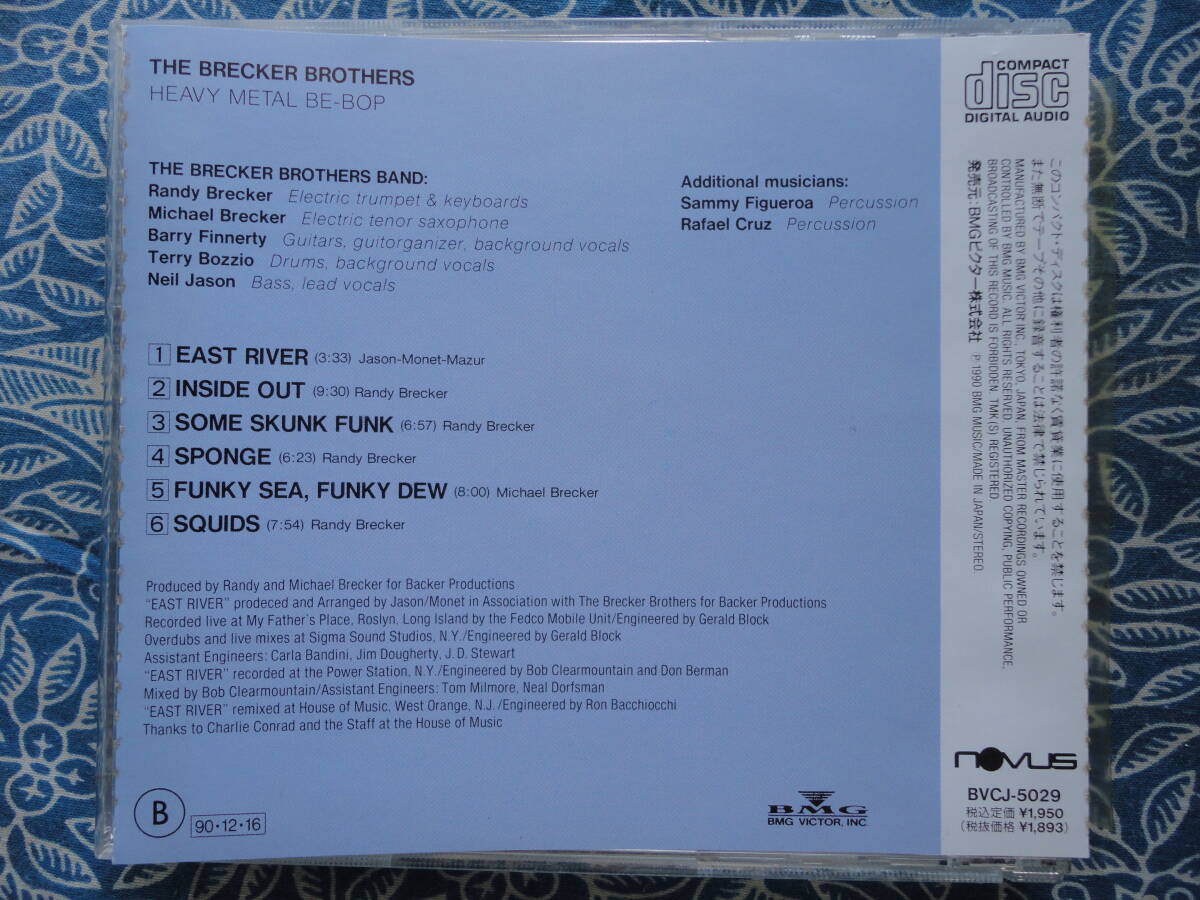 THE BRECKER BROTHERS
HEAVY METAL BE-BOP
THE BRECKER BROTHERS BAND:
Randy Brecker Electric trumpet & keyboards
Michael Brecker Electric tenor saxophone
Barry Finnerty Guitars, guitorganizer, background vocals
Terry Bozzio Drums, background vocals
Neil Jason Bass, lead vocals
Additional musicians:
Sammy Figueroa Percussion
Rafael Cruz Percussion
1 EAST RIVER (3:33) Jason-Monet-Mazur
2 INSIDE OUT (9:30) Randy Brecker
3 SOME SKUNK FUNK (6:57) Randy Brecker
4 SPONGE (6:23) Randy Brecker
5 FUNKY SEA, FUNKY DEW (8:00) Michael Brecker
6 SQUIDS (7:54) Randy Brecker
Produced by Randy and Michael Brecker for Backer Productions
"EAST RIVER" prodeced and Arranged by Jason/Monet in Association with The Brecker Brothers for Backer Productions
Recorded live at My Father's Place, Roslyn, Long Island by the Fedco Mobile Unit/Engineered by Gerald Block
Overdubs and live mixes at Sigma Sound Studios, N.Y./Engineered by Gerald Block
Assistant Engineers: Carla Bandini, Jim Dougherty, J.D. Stewart
"EAST RIVER" recorded at the Power Station, N.Y./Engineered by Bob Clearmountain and Don Berman
Mixed by Bob Clearmountain/Assistant Engineers: Tom Milmore, Neal Dorfsman
"EAST RIVER" remixed at House of Music, West Orange, N.J./Engineered by Ron Bacchiocchi
Thanks to Charlie Conrad and the Staff at the House of Music
B
90・12・16
BMG
BMG VICTOR, INC.
COMPACT
disc
DIGITAL AUDIO
このコンパクト・ディスクは権利者の許諾なく賃貸業に使用することを禁じます。
また無断でテープその他に録音することは法律で禁じられています。
MANUFACTURED BY BMG VICTOR INC., TOKYO, JAPAN, FROM MASTER RECORDINGS OWNED OR
CONTROLLED BY BMG MUSIC. ALL RIGHTS RESERVED. UNAUTHORIZED COPYING, PUBLIC PERFORMANCE,
BROADCASTING OF THIS RECORD IS FORBIDDEN. TMK(S) REGISTERED.
発売元:BMGビクター株式会社 P.1990 BMG MUSIC/MADE IN JAPAN/STEREO.
NOVUS
BVCJ-5029
税込定価 ¥1,950
(税抜価格 ¥1,893)